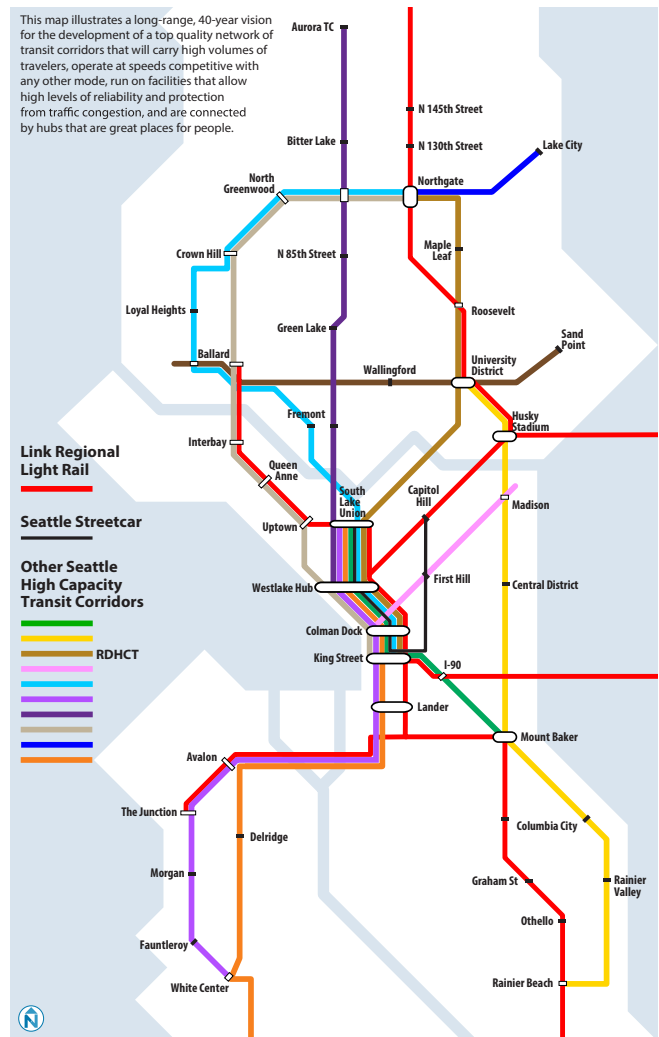 This map illustrates a long-range, 40-year vision
for the development of a top quality network of
transit corridors that will carry high volumes of
travelers, operate at speeds competitive with
any other mode, run on facilities that allow
high levels of reliability and protection
from traffic congestion, and are connected
by hubs that are great places for people.
Aurora TC
N 145th Street
Bitter Lake
N 130th Street
Lake City
North
Greenwood
Northgate
Crown Hill
N 85th Street
Maple
Leaf
Loyal Heights
Green Lake
Roosevelt
Sand
Point
Ballard
Wallingford
University
District
Fremont
Husky
Stadium
Interbay
Link Regional
Light Rail
Queen
Anne
South
Lake
Union
Capitol
Hill
Madison
Seattle Streetcar
Uptown
Other Seattle
High Capacity
Transit Corridors
Westlake Hub
First Hill
Central District
Colman Dock
RDHCT
King Street
I-90
Lander
Mount Baker
Avalon
The Junction
Columbia City
Delridge
Morgan
Graham St
Rainier
Valley
Othello
Fauntleroy
White Center
Rainier Beach
N